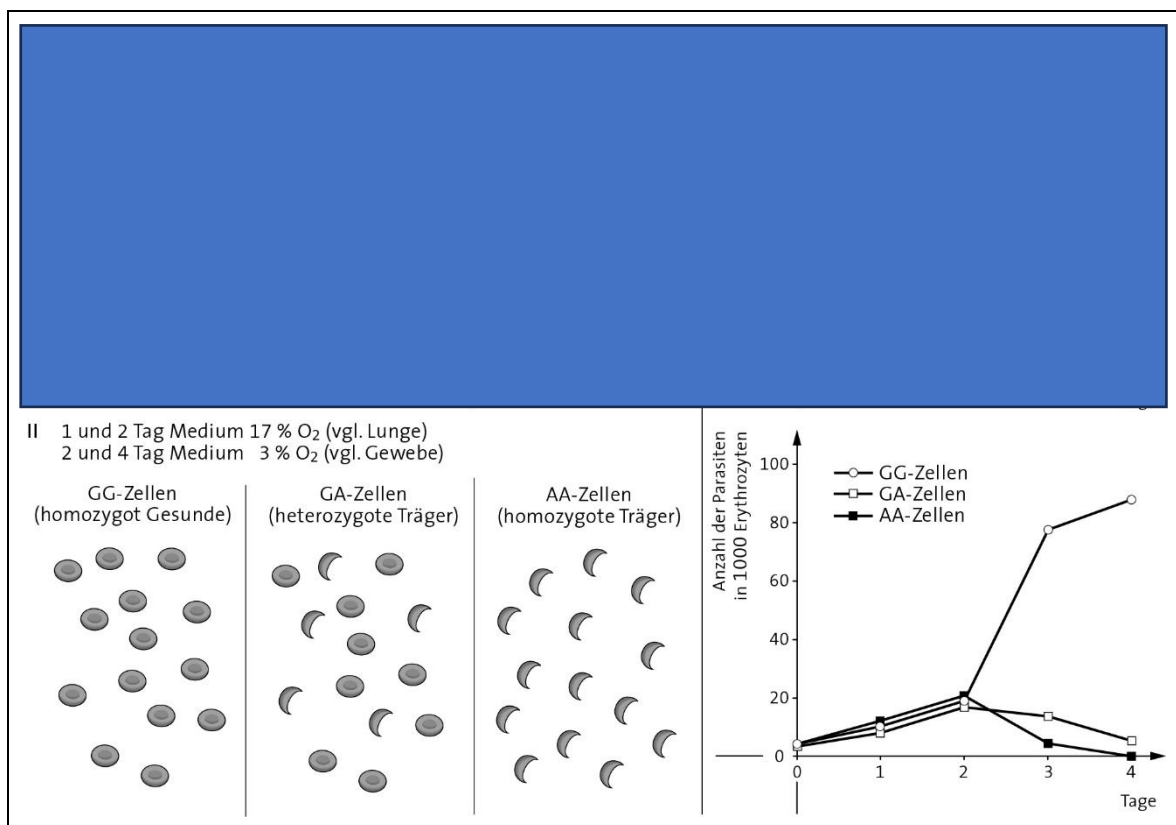 II 1 und 2 Tag Medium 17 % O₂ (vgl. Lunge)
2 und 4 Tag Medium 3 % O₂ (vgl. Gewebe)
GG-Zellen
(homozygot Gesunde)
GA-Zellen
(heterozygote Träger)
AA-Zellen
(homozygote Träger)
Anzahl der Parasiten
in 1000 Erythrozyten
100
80
60
40
20
0
GG-Zellen
GA-Zellen
AA-Zellen
0 1 2 3 4
Tage